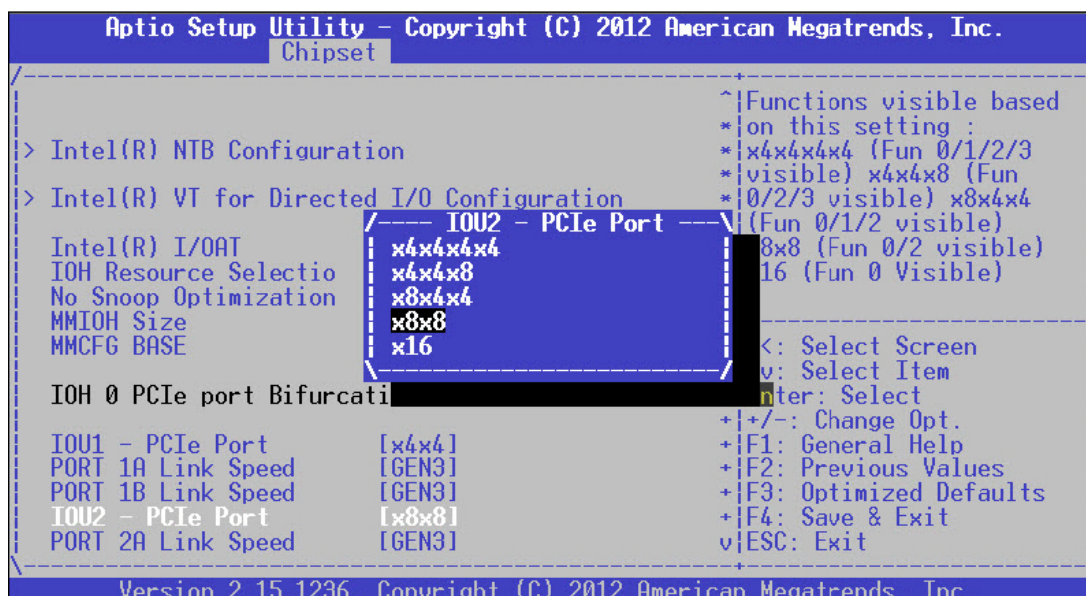 Aptio Setup Utility – Copyright (C) 2012 American Megatrends, Inc.
Chipset
> Intel(R) NTB Configuration
> Intel(R) VT for Directed I/O Configuration
Intel(R) I/OAT
IOH Resource Selectio
No Snoop Optimization
MMIOH Size
MMCFG BASE
IOH 0 PCIe port Bifurcati
IOU1 – PCIe Port [x4x4]
PORT 1A Link Speed [GEN3]
PORT 1B Link Speed [GEN3]
IOU2 – PCIe Port [x8x8]
PORT 2A Link Speed [GEN3]
IOU2 – PCIe Port
x4x4x4x4
x4x4x8
x8x4x4
x8x8
x16
Functions visible based
on this setting :
x4x4x4x4 (Fun 0/1/2/3
visible) x4x4x8 (Fun
0/2/3 visible) x8x4x4
(Fun 0/1/2 visible)
8x8 (Fun 0/2 visible)
16 (Fun 0 Visible)
<: Select Screen
v: Select Item
nter: Select
+/-: Change Opt.
F1: General Help
F2: Previous Values
F3: Optimized Defaults
F4: Save & Exit
ESC: Exit
Version 2.15.1236. Copyright (C) 2012 American Megatrends, Inc.